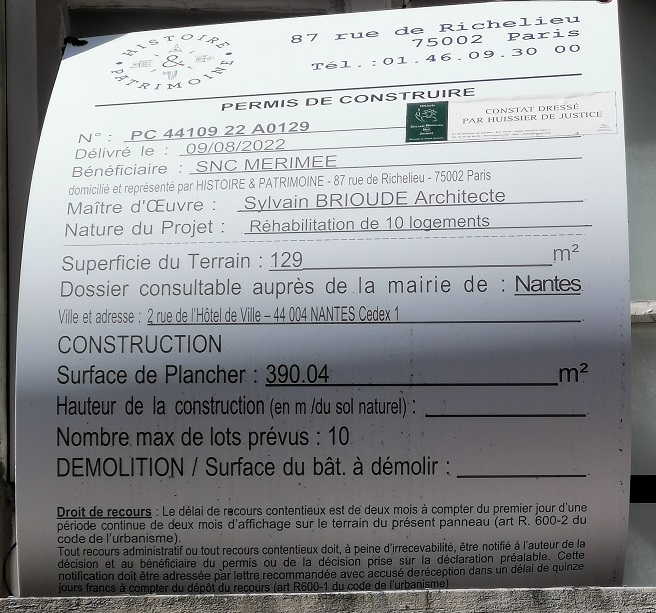 HISTOIRE & PATRIMOINE
87 rue de Richelieu
75002 Paris
Tél.:01.46.09.30 00
PERMIS DE CONSTRUIRE
CONSTAT DRESSÉ
PAR HUISSIER DE JUSTICE
N° : PC 44109 22 A0129
Délivré le : 09/08/2022
Bénéficiaire : SNC MERIMEE
domicilié et représenté par HISTOIRE & PATRIMOINE - 87 rue de Richelieu - 75002 Paris
Maître d'Œuvre : Sylvain BRIOUDE Architecte
Nature du Projet : Réhabilitation de 10 logements
Superficie du Terrain : 129 m²
Dossier consultable auprès de la mairie de : Nantes
Ville et adresse : 2 rue de l'Hôtel de Ville – 44 004 NANTES Cedex 1
CONSTRUCTION
Surface de Plancher : 390.04 m²
Hauteur de la construction (en m /du sol naturel) :
Nombre max de lots prévus : 10
DEMOLITION / Surface du bât. à démolir :
Droit de recours : Le délai de recours contentieux est de deux mois à compter du premier jour d'une
période continue de deux mois d'affichage sur le terrain du présent panneau (art R. 600-2 du
code de l'urbanisme).
Tout recours administratif ou tout recours contentieux doit, à peine d'irrecevabilité, être notifié à l'auteur de la
décision et au bénéficiaire du permis ou de la décision prise sur la déclaration préalable. Cette
notification doit être adressée par lettre recommandée avec accusé de réception dans un délai de quinze
jours francs à compter du dépôt du recours (art R600-1 du code de l'urbanisme)